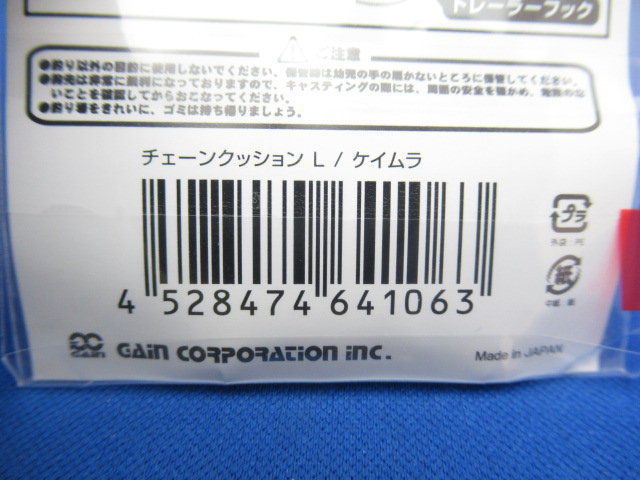 トレーラーフック
ご注意
●釣り以外の目的に使用しないでください。保管時は幼児の手の届かないところに保管してください。
●針先は非常に鋭利になっておりますので、キャスティングの際には、周囲の安全を確かめ、危険のな
いことを確認してからおこなってください。
●釣り場をきれいに、ゴミは持ち帰りましょう。
チェーンクッション L / ケイムラ
4 528474 641063
プラ
外袋：PE
紙
中紙：紙
GAIN
GAIN CORPORATION INC.
Made in JAPAN